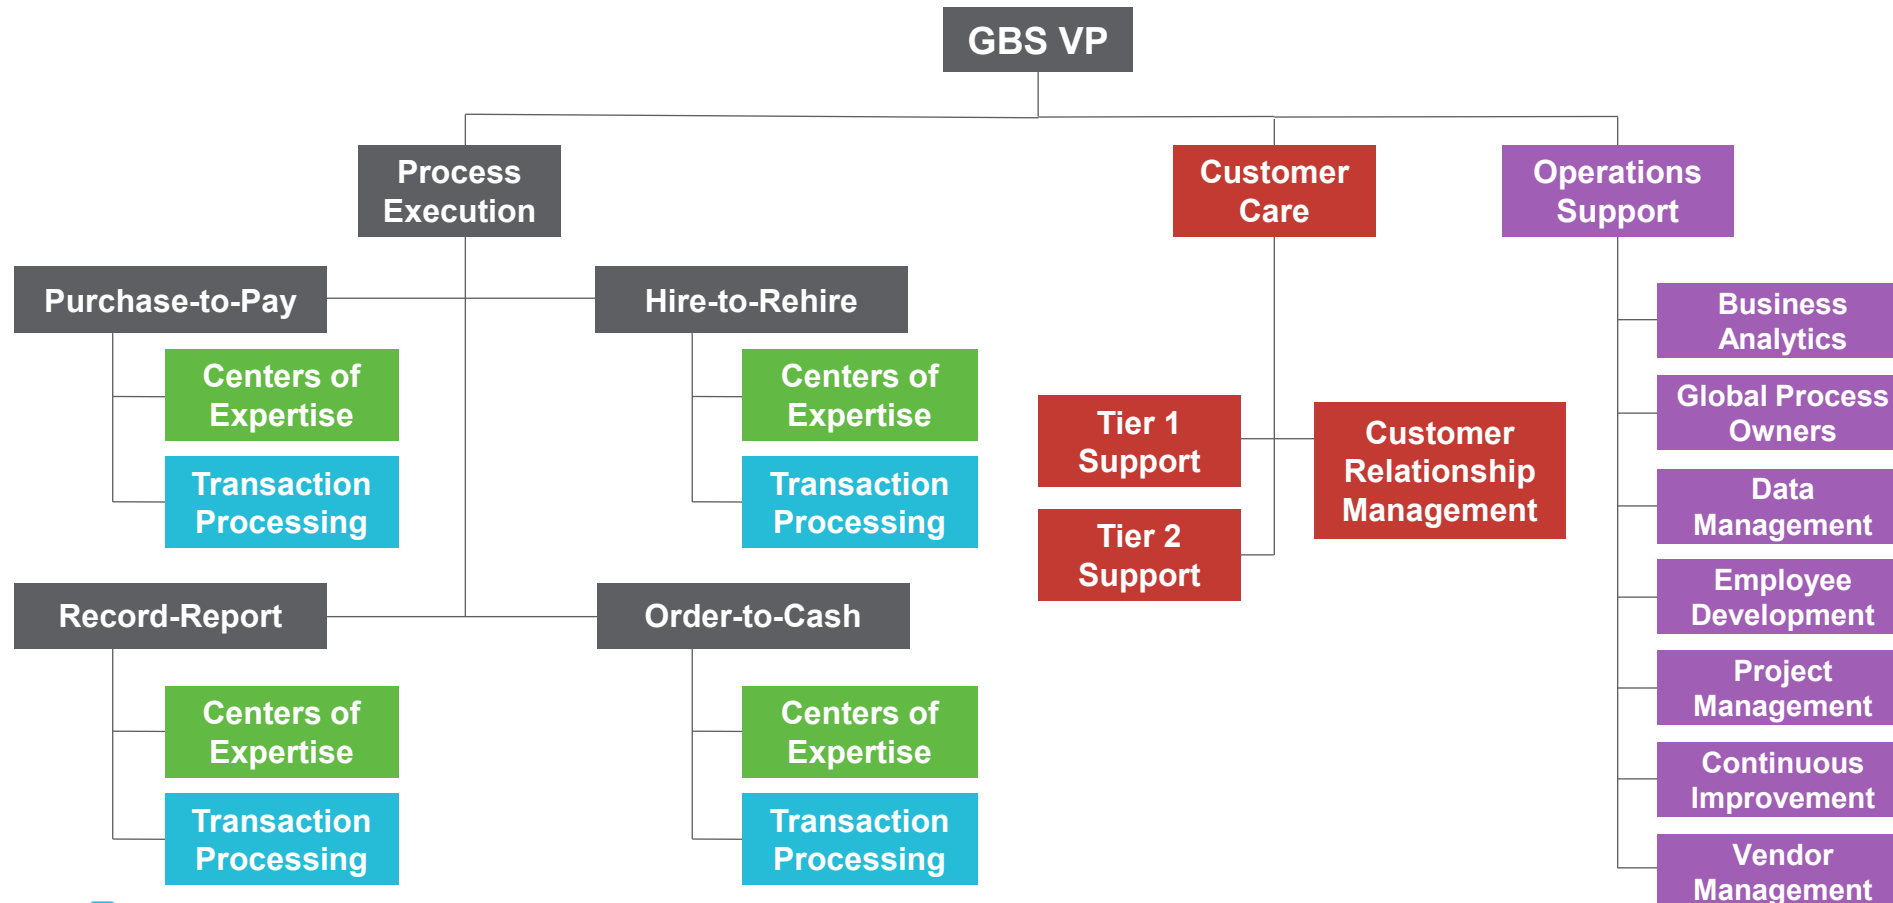 GBS VP
Process
Execution
Customer
Care
Operations
Support
Purchase-to-Pay
Centers of
Expertise
Transaction
Processing
Hire-to-Rehire
Centers of
Expertise
Transaction
Processing
Record-Report
Centers of
Expertise
Transaction
Processing
Order-to-Cash
Centers of
Expertise
Transaction
Processing
Tier 1
Support
Tier 2
Support
Customer
Relationship
Management
Business
Analytics
Global Process
Owners
Data
Management
Employee
Development
Project
Management
Continuous
Improvement
Vendor
Management